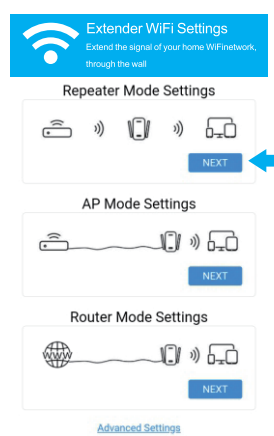 Extender WiFi Settings
Extend the signal of your home WiFinetwork,
through the wall
Repeater Mode Settings
NEXT
AP Mode Settings
NEXT
Router Mode Settings
WWW
NEXT
Advanced Settings